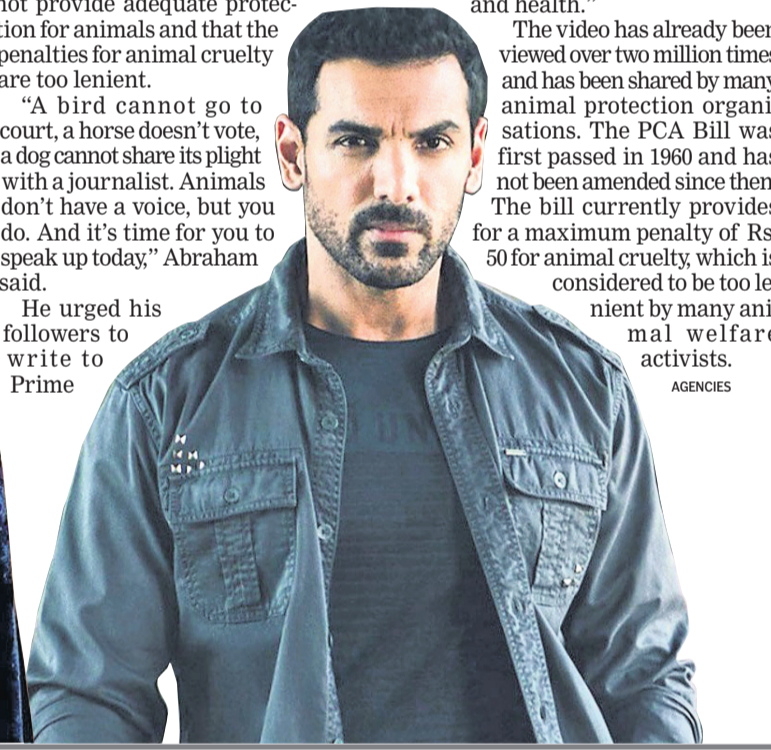 not provide adequate protec-
tion for animals and that the
penalties for animal cruelty
are too lenient.
“A bird cannot go to
court, a horse doesn’t vote,
a dog cannot share its plight
with a journalist. Animals
don’t have a voice, but you
do. And it’s time for you to
speak up today,” Abraham
said.
He urged his
followers to
write to
Prime
and health.”
The video has already been
viewed over two million times
and has been shared by many
animal protection organi
sations. The PCA Bill was
first passed in 1960 and has
not been amended since then.
The bill currently provides
for a maximum penalty of Rs
50 for animal cruelty, which is
considered to be too le
nient by many ani
mal welfare
activists.
AGENCIES
UN